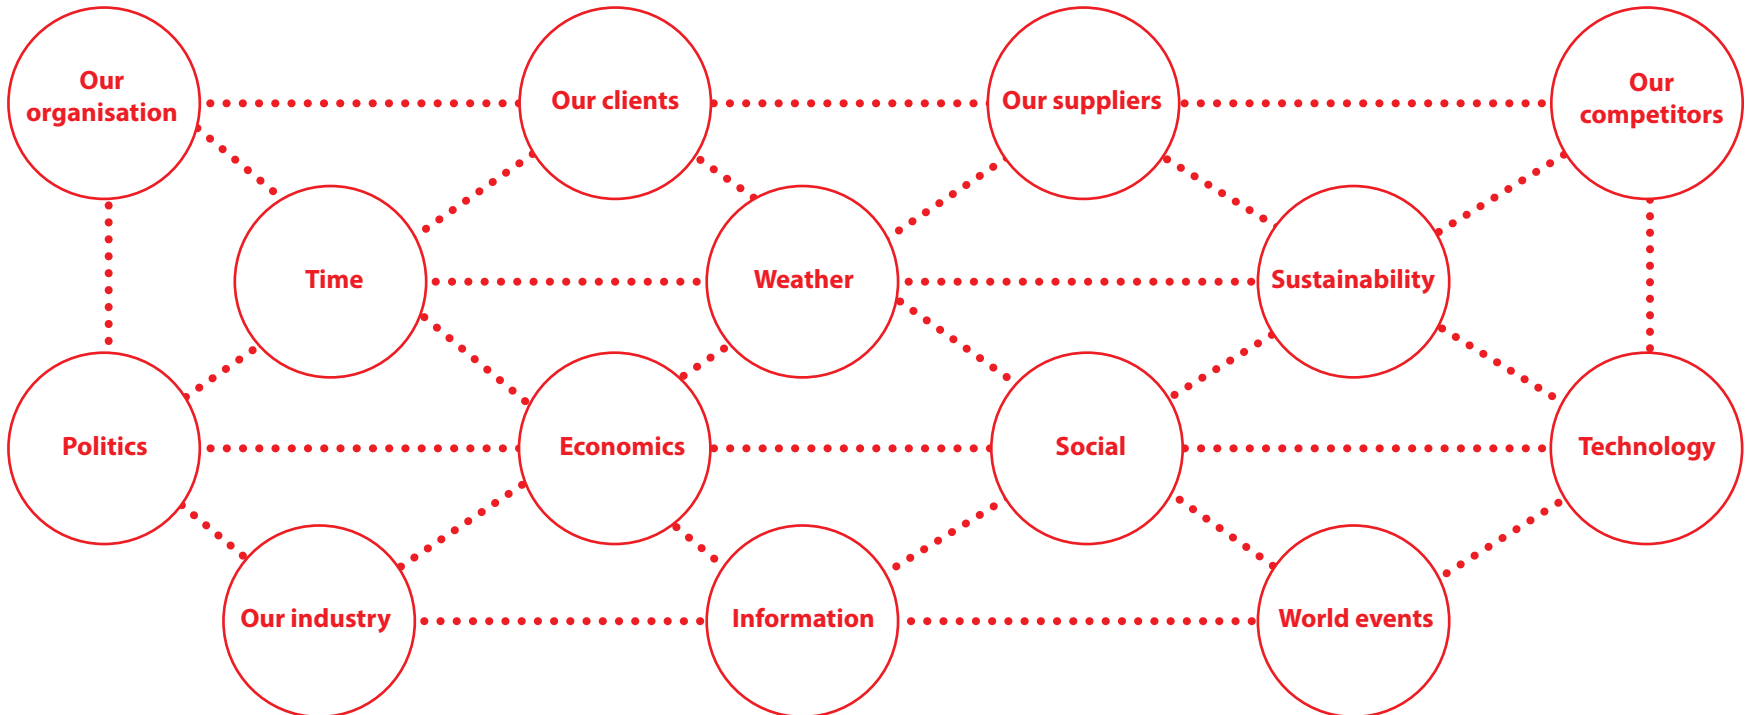 Our
organisation
Our clients
Our suppliers
Our
competitors
Time
Weather
Sustainability
Politics
Economics
Social
Technology
Our industry
Information
World events